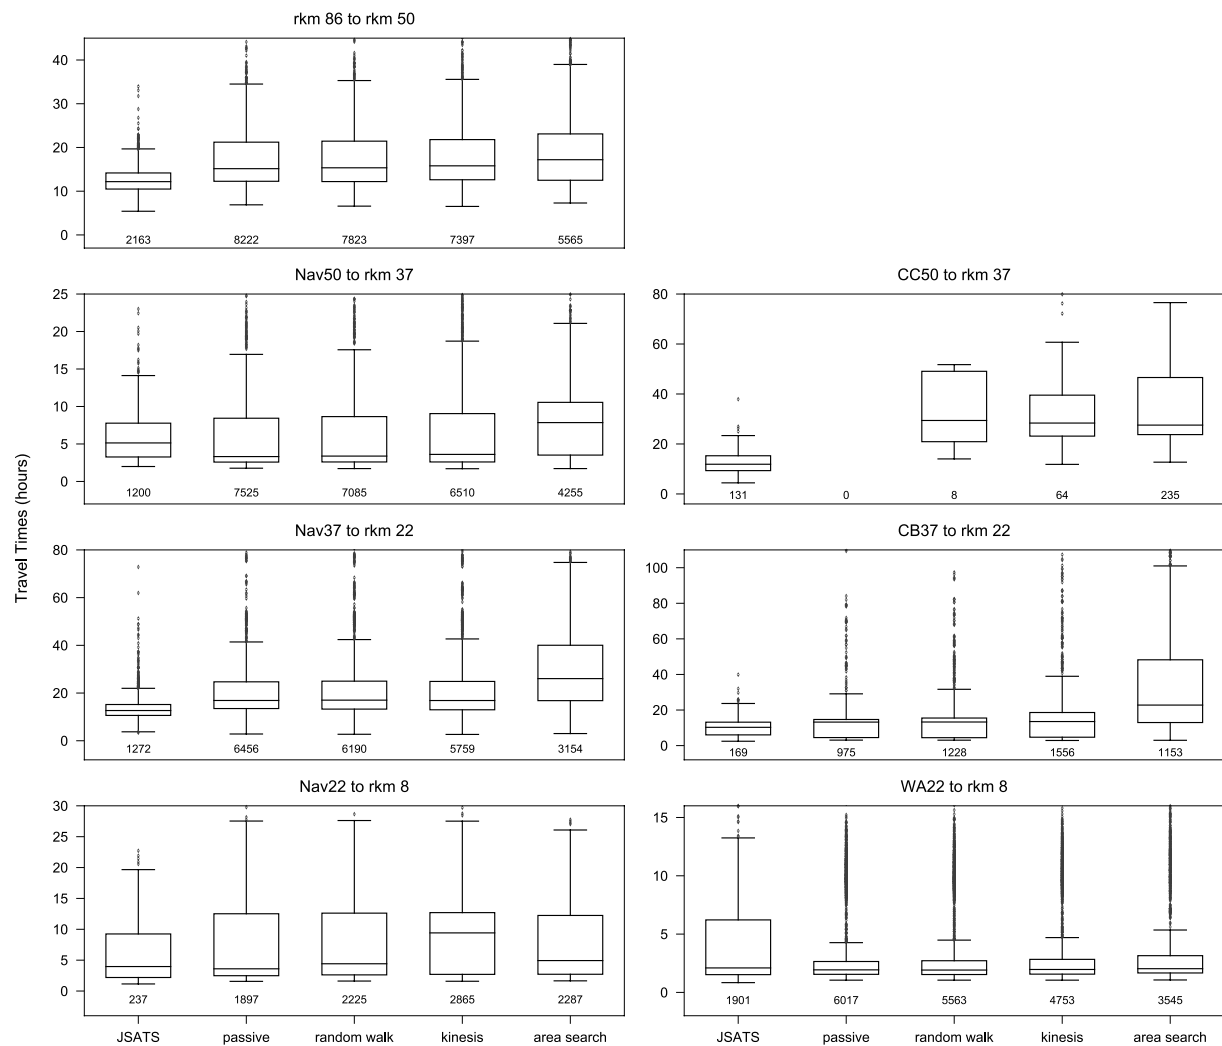 rkm 86 to rkm 50
40
30
20
10
0
2163 8222 7823 7397 5565
Nav50 to rkm 37
25
20
15
10
5
0
1200 7525 7085 6510 4255
CC50 to rkm 37
80
60
40
20
0
131 0 8 64 235
Travel Times (hours)
Nav37 to rkm 22
80
60
40
20
0
1272 6456 6190 5759 3154
CB37 to rkm 22
100
80
60
40
20
0
169 975 1228 1556 1153
Nav22 to rkm 8
30
25
20
15
10
5
0
237 1897 2225 2865 2287
JSATS passive random walk kinesis area search
WA22 to rkm 8
15
10
5
0
1901 6017 5563 4753 3545
JSATS passive random walk kinesis area search